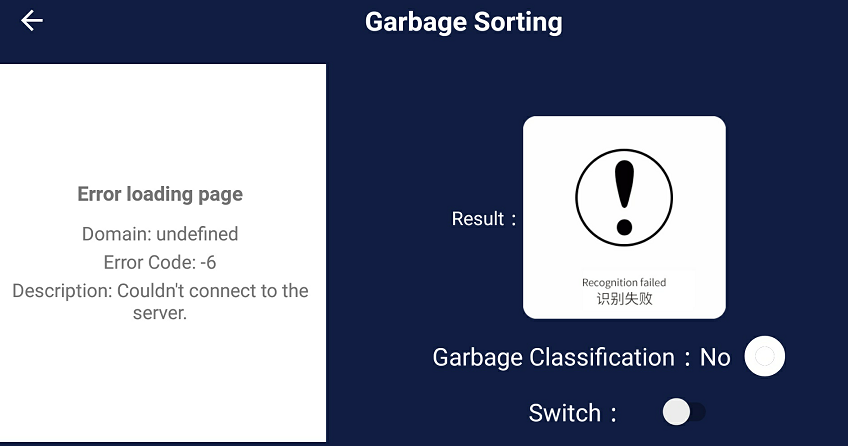 Garbage Sorting
Error loading page
Domain: undefined
Error Code: -6
Description: Couldn't connect to the
server.
Result：
Recognition failed
识别失败
Garbage Classification：No
Switch：